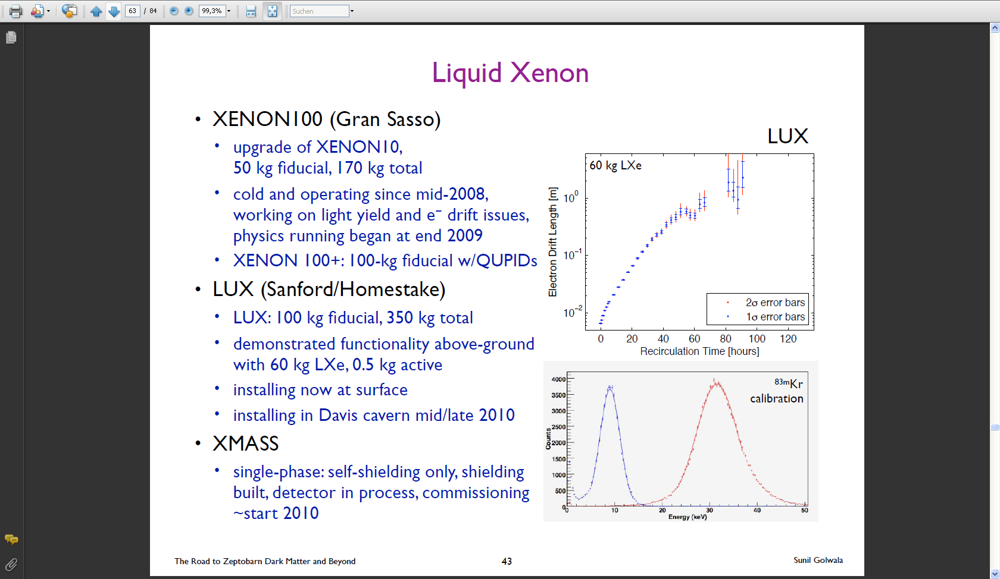 63 / 84 99,3% Suchen
Liquid Xenon
• XENON100 (Gran Sasso)
• upgrade of XENON10,
50 kg fiducial, 170 kg total
• cold and operating since mid-2008,
working on light yield and e⁻ drift issues,
physics running began at end 2009
• XENON 100+: 100-kg fiducial w/QUPIDs
• LUX (Sanford/Homestake)
• LUX: 100 kg fiducial, 350 kg total
• demonstrated functionality above-ground
with 60 kg LXe, 0.5 kg active
• installing now at surface
• installing in Davis cavern mid/late 2010
• XMASS
• single-phase: self-shielding only, shielding
built, detector in process, commissioning
~start 2010
LUX
60 kg LXe
Electron Drift Length [m]
10⁰
10⁻¹
10⁻²
2σ error bars
1σ error bars
0 20 40 60 80 100 120
Recirculation Time [hours]
⁸³ᵐKr
calibration
Counts
4000
3500
3000
2500
2000
1500
1000
500
0
0 10 20 30 40 50
Energy (keV)
The Road to Zeptobarn Dark Matter and Beyond 43 Sunil Golwala